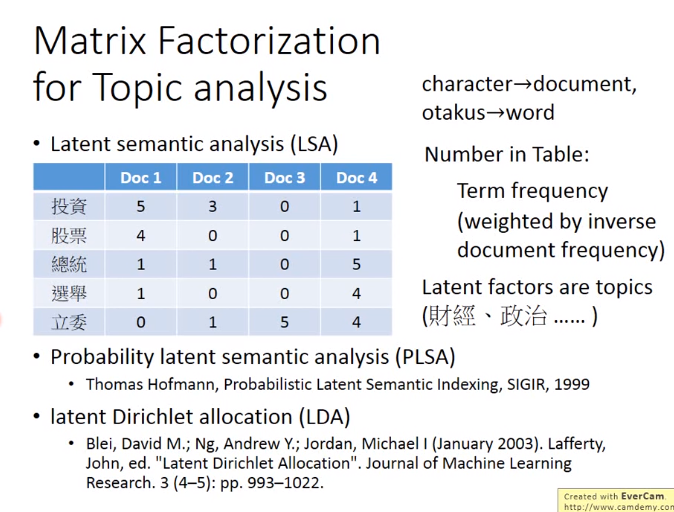 Matrix Factorization
for Topic analysis
character→document,
otakus→word
• Latent semantic analysis (LSA)
Doc 1 Doc 2 Doc 3 Doc 4
投資 5 3 0 1
股票 4 0 0 1
總統 1 1 0 5
選舉 1 0 0 4
立委 0 1 5 4
Number in Table:
Term frequency
(weighted by inverse
document frequency)
Latent factors are topics
(財經、政治 …… )
• Probability latent semantic analysis (PLSA)
• Thomas Hofmann, Probabilistic Latent Semantic Indexing, SIGIR, 1999
• latent Dirichlet allocation (LDA)
• Blei, David M.; Ng, Andrew Y.; Jordan, Michael I (January 2003). Lafferty,
John, ed. "Latent Dirichlet Allocation". Journal of Machine Learning
Research. 3 (4–5): pp. 993–1022.
Created with EverCam.
http://www.camdemy.com